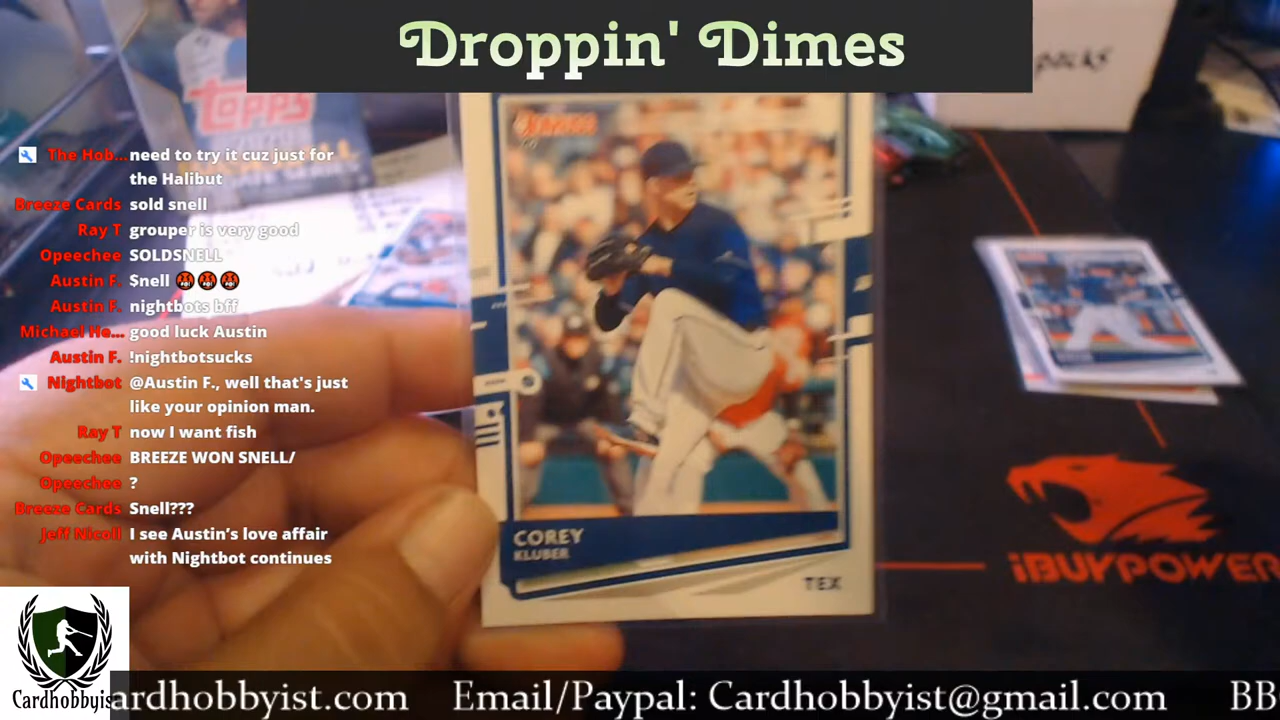 Droppin' Dimes
TOPPS
The Hob... need to try it cuz just for
the Halibut
Breeze Cards sold snell
Ray T grouper is very good
Opeechee SOLDSNELL
Austin F. $nell
Austin F. nightbots bff
Michael He... good luck Austin
Austin F. !nightbotsucks
Nightbot @Austin F., well that's just
like your opinion man.
Ray T now I want fish
Opeechee BREEZE WON SNELL/
Opeechee ?
Breeze Cards Snell???
Jeff Nicoll I see Austin's love affair
with Nightbot continues
Donruss
COREY
KLUBER
TEX
iBUYPOWER
Cardhobbyis
ardhobbyist.com Email/Paypal: Cardhobbyist@gmail.com BB